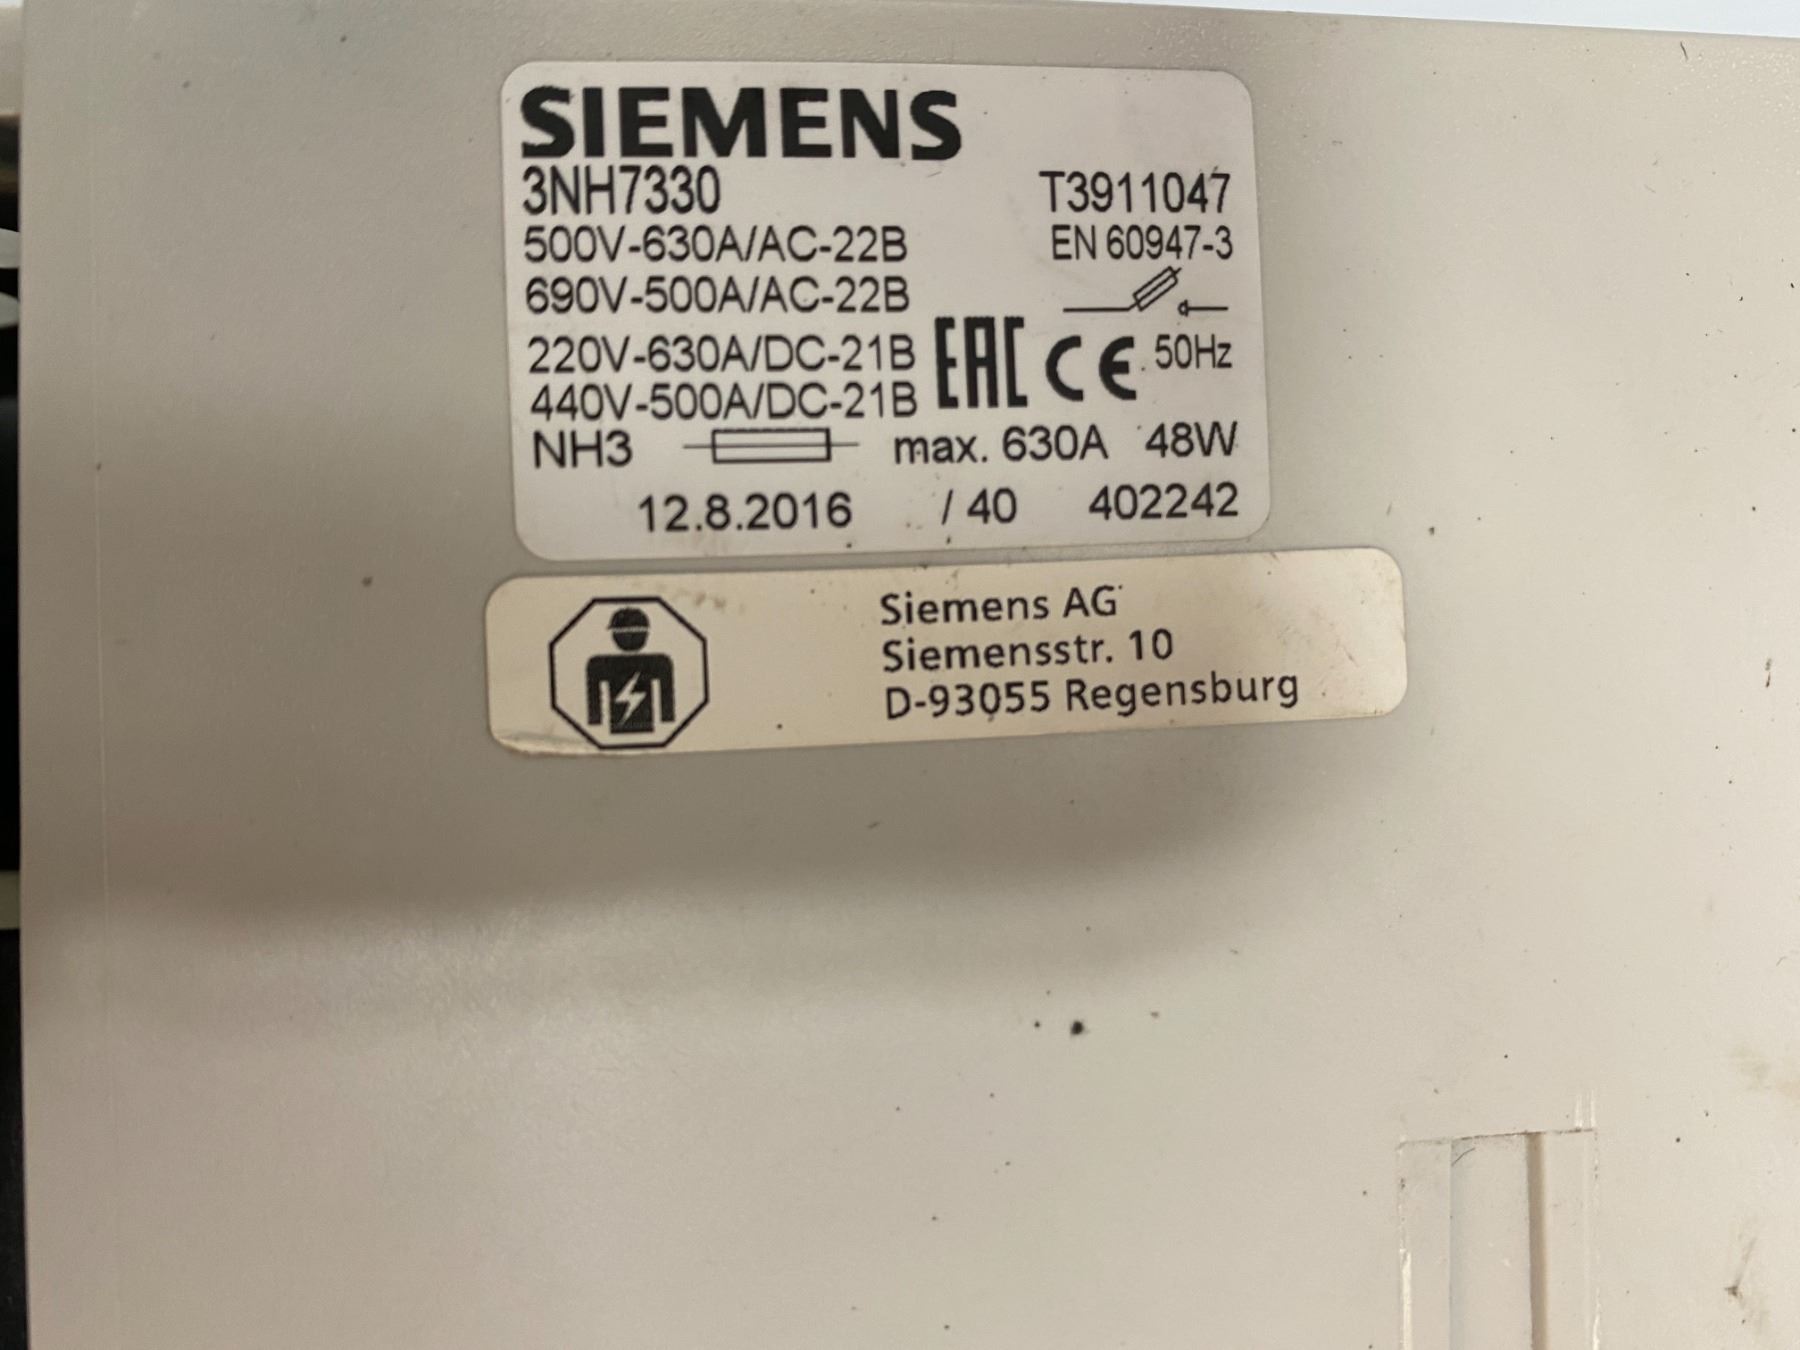 SIEMENS
3NH7330 T3911047
500V-630A/AC-22B EN 60947-3
690V-500A/AC-22B
220V-630A/DC-21B EAC CE 50Hz
440V-500A/DC-21B
NH3 max. 630A 48W
12.8.2016 / 40 402242
Siemens AG
Siemensstr. 10
D-93055 Regensburg